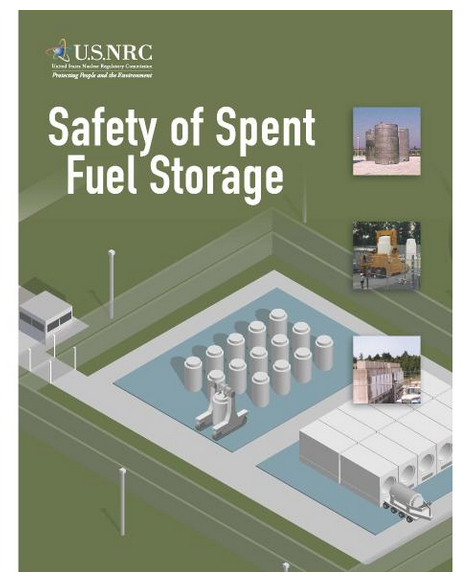 U.S.NRC
United States Nuclear Regulatory Commission
Protecting People and the Environment
Safety of Spent
Fuel Storage